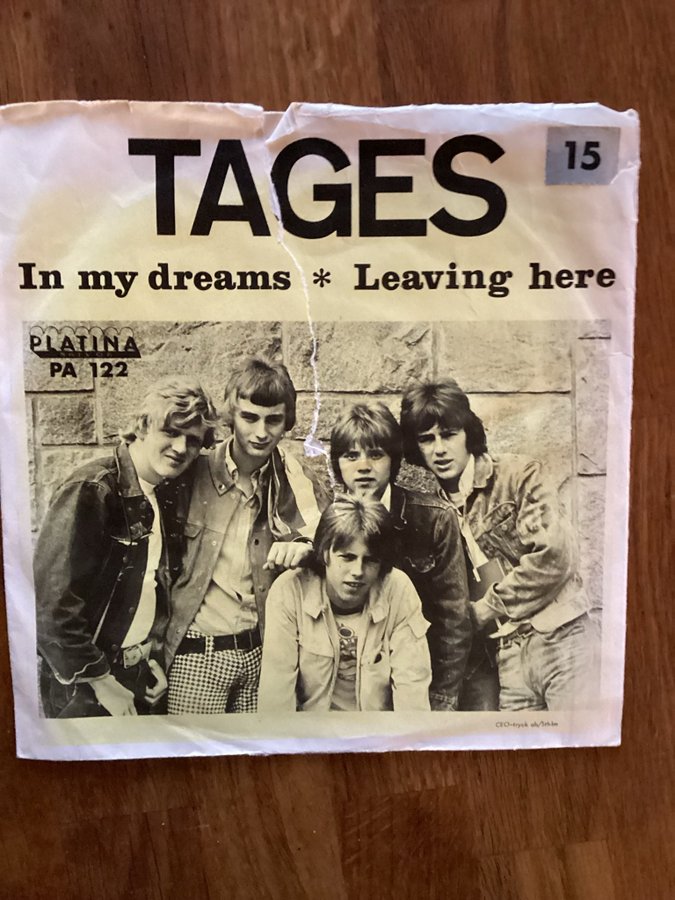 TAGES
15
In my dreams * Leaving here
PLATINA
PA 122